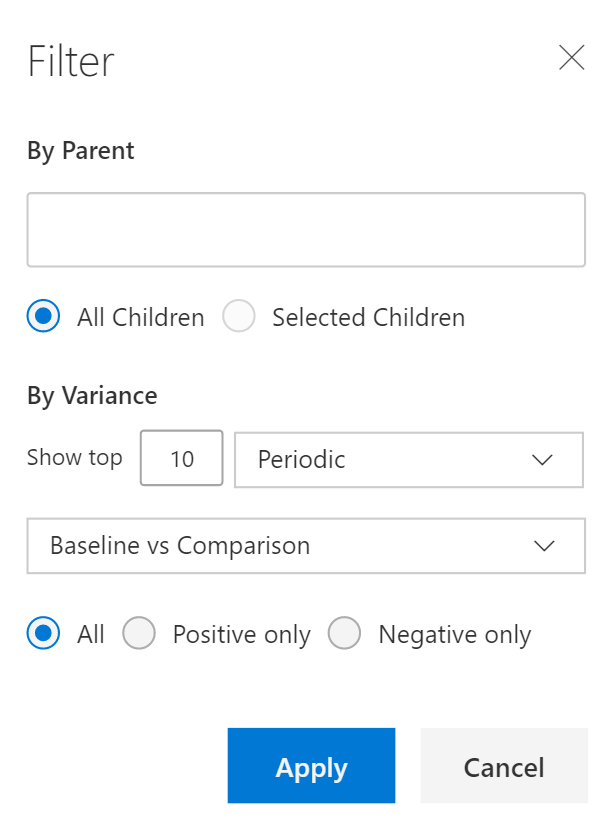 Filter
By Parent
All Children Selected Children
By Variance
Show top 10 Periodic
Baseline vs Comparison
All Positive only Negative only
Apply Cancel